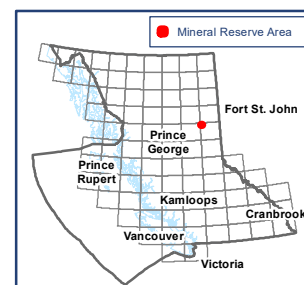 Mineral Reserve Area
Fort St. John
Prince
George
Prince
Rupert
Kamloops
Cranbrook
Vancouver
Victoria